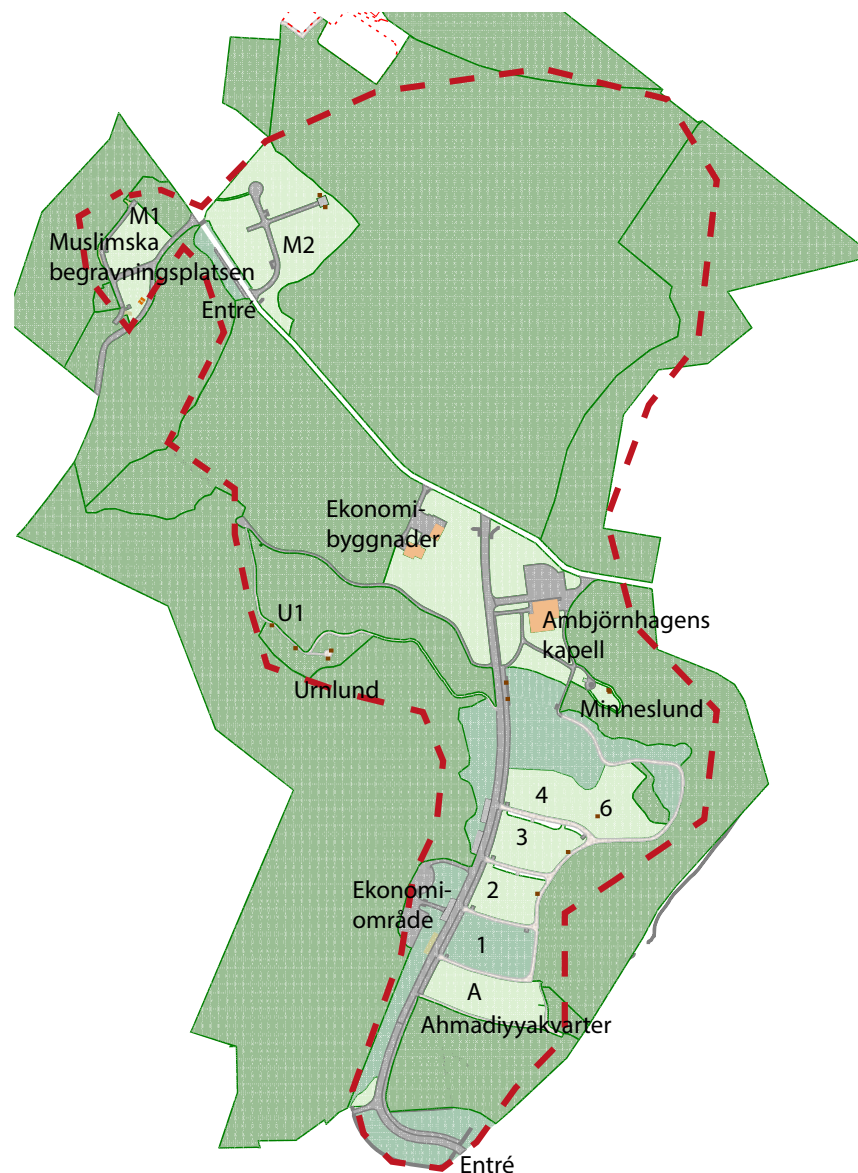 M1
Muslimska
begravningsplatsen
M2
Entré
Ekonomi-
byggnader
U1
Urnlund
Ambjörnhagens
kapell
Minneslund
4
6
3
2
Ekonomi-
område
1
A
Ahmadiyyakvarter
Entré